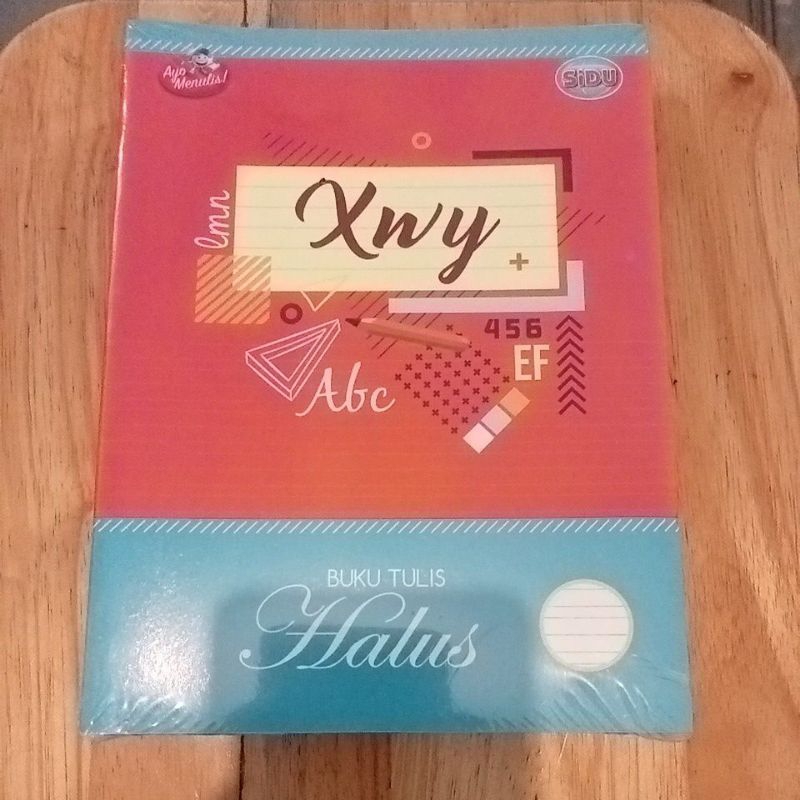 Ayo
Menulis!
SiDU
Xwy
lmn
+
456
EF
Abc
BUKU TULIS
Halus